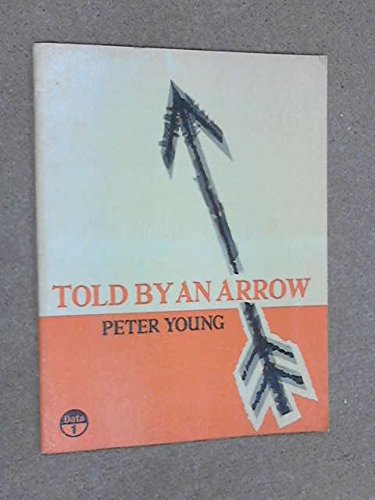 TOLD BY AN ARROW
PETER YOUNG
Data
1